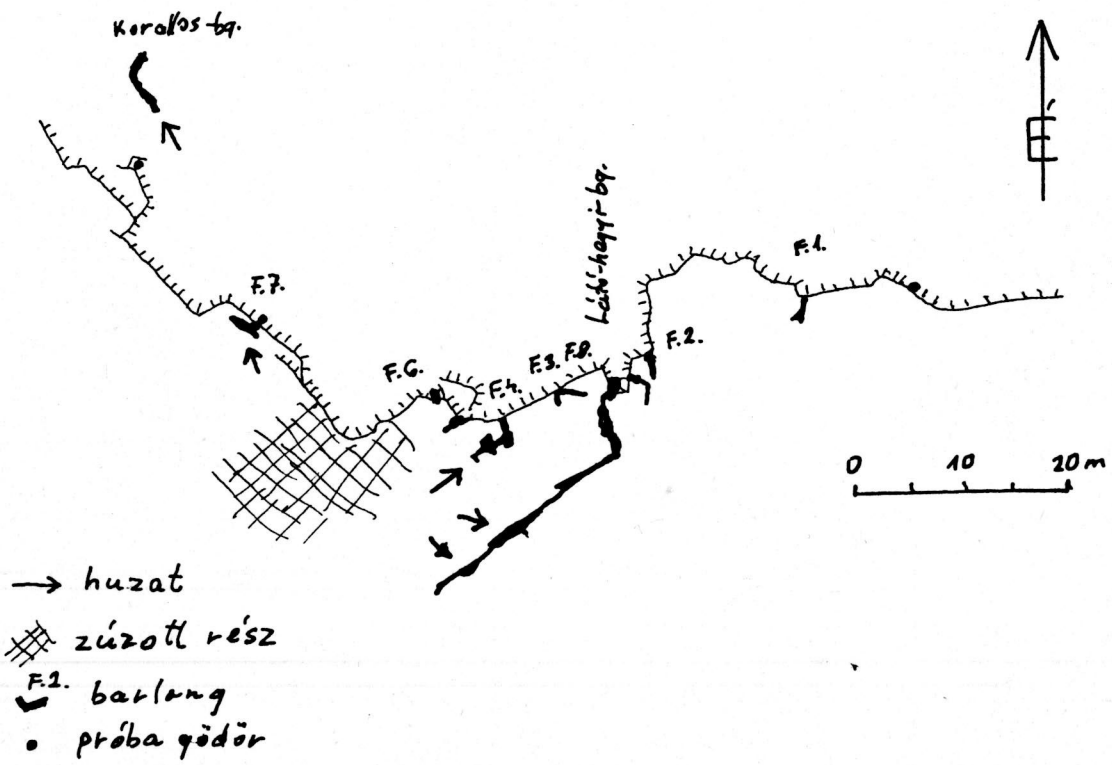 Korallos bg.
É
Látó-hegyi bg.
F.1.
F.7.
F.2.
F.3. F.8.
F.6.
F.4.
0 10 20 m
huzat
zúzott rész
F.1.
barlang
próba gödör